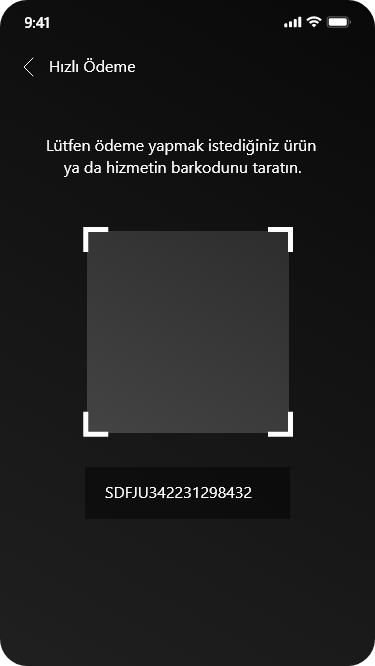 9:41
Hızlı Ödeme
Lütfen ödeme yapmak istediğiniz ürün
ya da hizmetin barkodunu taratın.
SDFJU342231298432